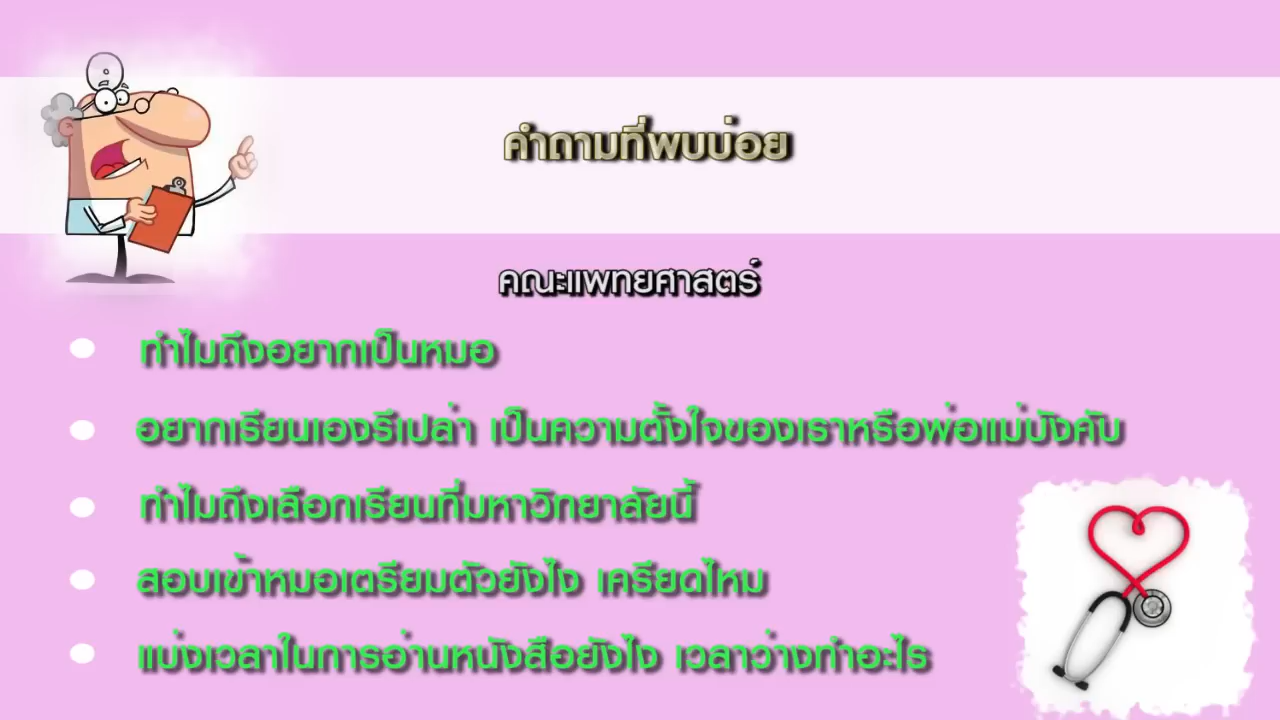 คำถามที่พบบ่อย
คณะแพทยศาสตร์
ทำไมถึงอยากเป็นหมอ
อยากเรียนเองรึเปล่า เป็นความตั้งใจของเราหรือพ่อแม่บังคับ
ทำไมถึงเลือกเรียนที่มหาวิทยาลัยนี้
สอบเข้าหมอเตรียมตัวยังไง เครียดไหม
แบ่งเวลาในการอ่านหนังสือยังไง เวลาว่างทำอะไร